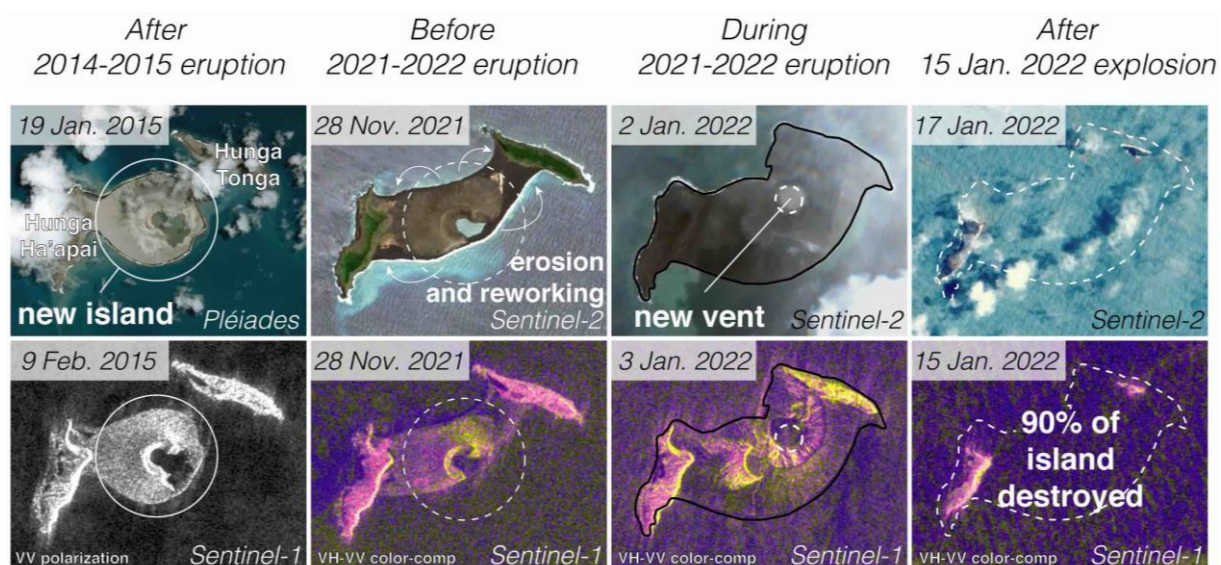 After
2014-2015 eruption
Before
2021-2022 eruption
During
2021-2022 eruption
After
15 Jan. 2022 explosion
19 Jan. 2015
Hunga
Tonga
Hunga
Ha'apai
new island
Pléiades
28 Nov. 2021
erosion
and reworking
Sentinel-2
2 Jan. 2022
new vent
Sentinel-2
17 Jan. 2022
Sentinel-2
9 Feb. 2015
VV polarization
Sentinel-1
28 Nov. 2021
VH-VV color-comp
Sentinel-1
3 Jan. 2022
VH-VV color-comp
Sentinel-1
15 Jan. 2022
90% of
island
destroyed
VH-VV color-comp
Sentinel-1